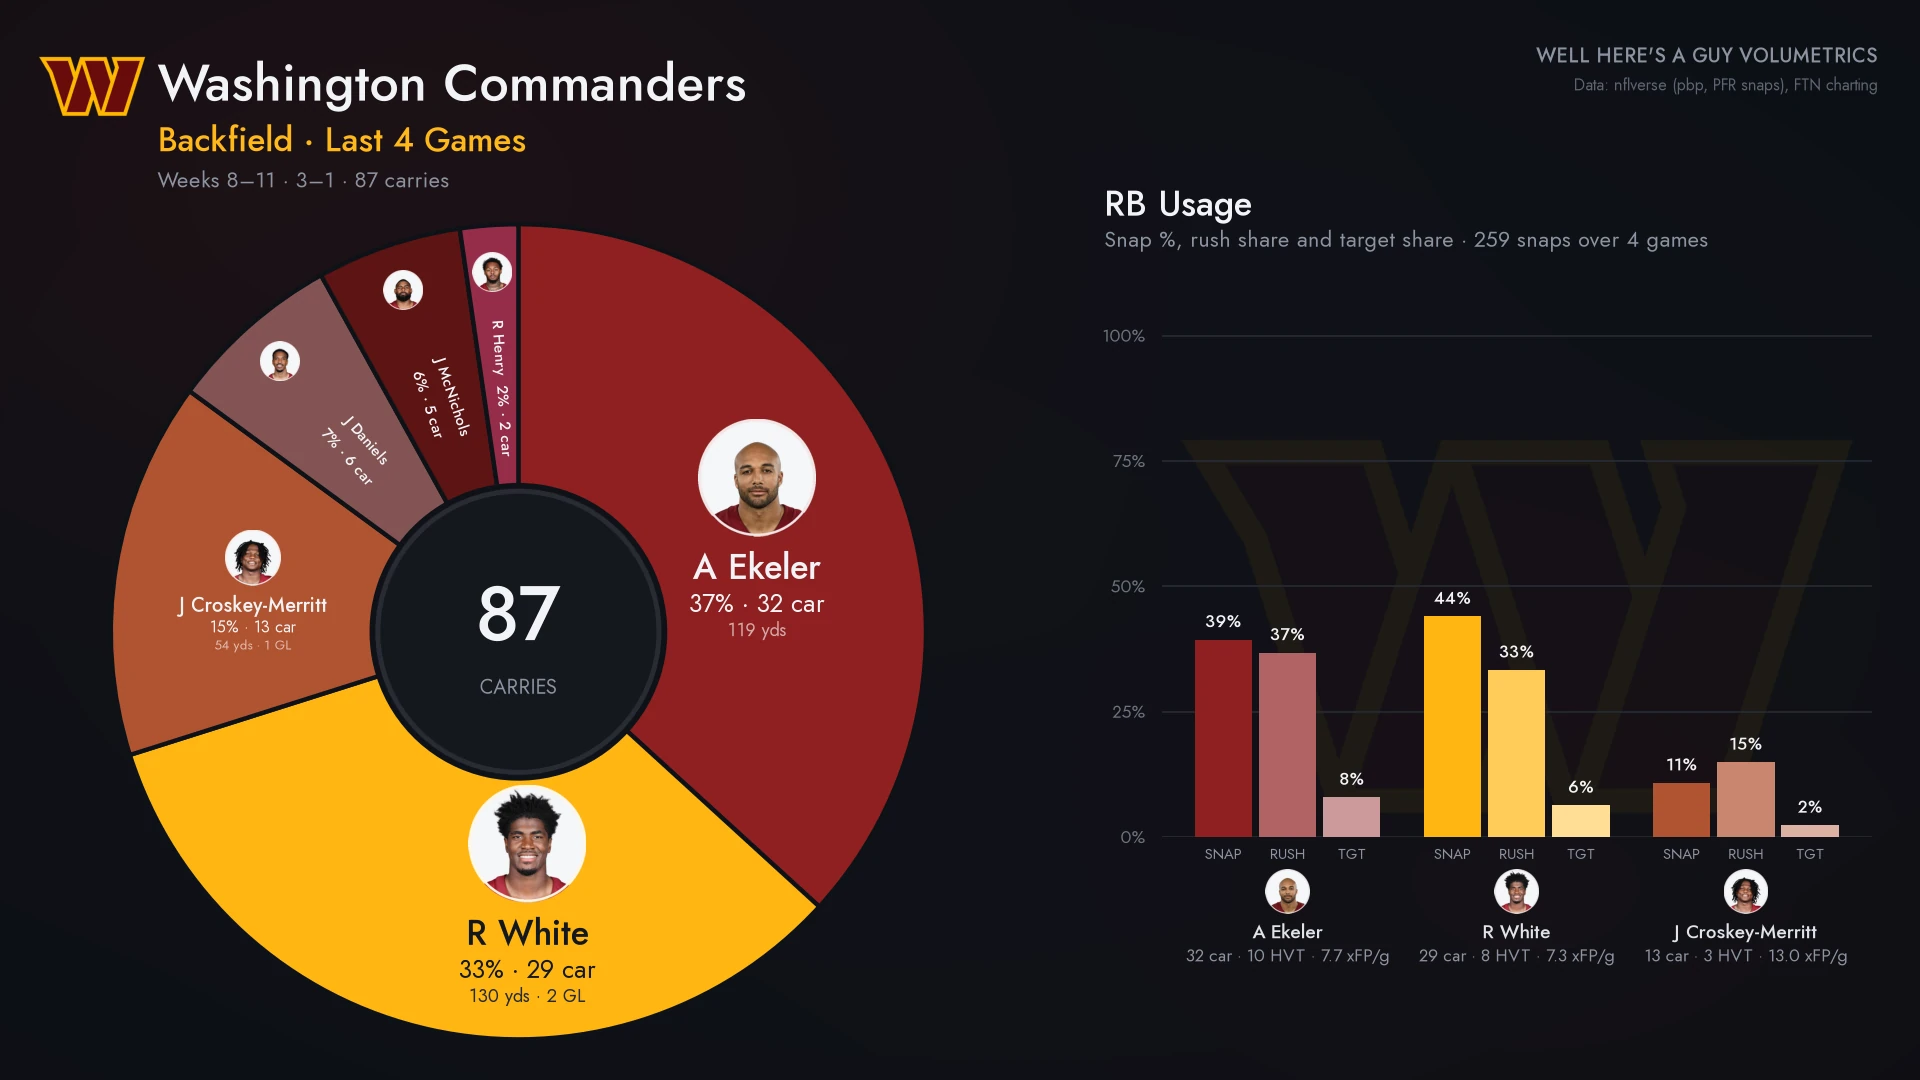 Washington Commanders
Backfield · Last 4 Games
Weeks 8–11 · 3–1 · 87 carries
WELL HERE'S A GUY VOLUMETRICS
Data: nflverse (pbp, PFR snaps), FTN charting
A Ekeler
37% · 32 car
119 yds
R White
33% · 29 car
130 yds · 2 GL
J Croskey-Merritt
15% · 13 car
54 yds · 1 GL
J Daniels
7% · 6 car
J McNichols
6% · 5 car
R Henry 2% · 2 car
87
CARRIES
RB Usage
Snap %, rush share and target share · 259 snaps over 4 games
100%
75%
50%
25%
0%
39% 37% 8%
44% 33% 6%
11% 15% 2%
SNAP RUSH TGT SNAP RUSH TGT SNAP RUSH TGT
A Ekeler
32 car · 10 HVT · 7.7 xFP/g
R White
29 car · 8 HVT · 7.3 xFP/g
J Croskey-Merritt
13 car · 3 HVT · 13.0 xFP/g